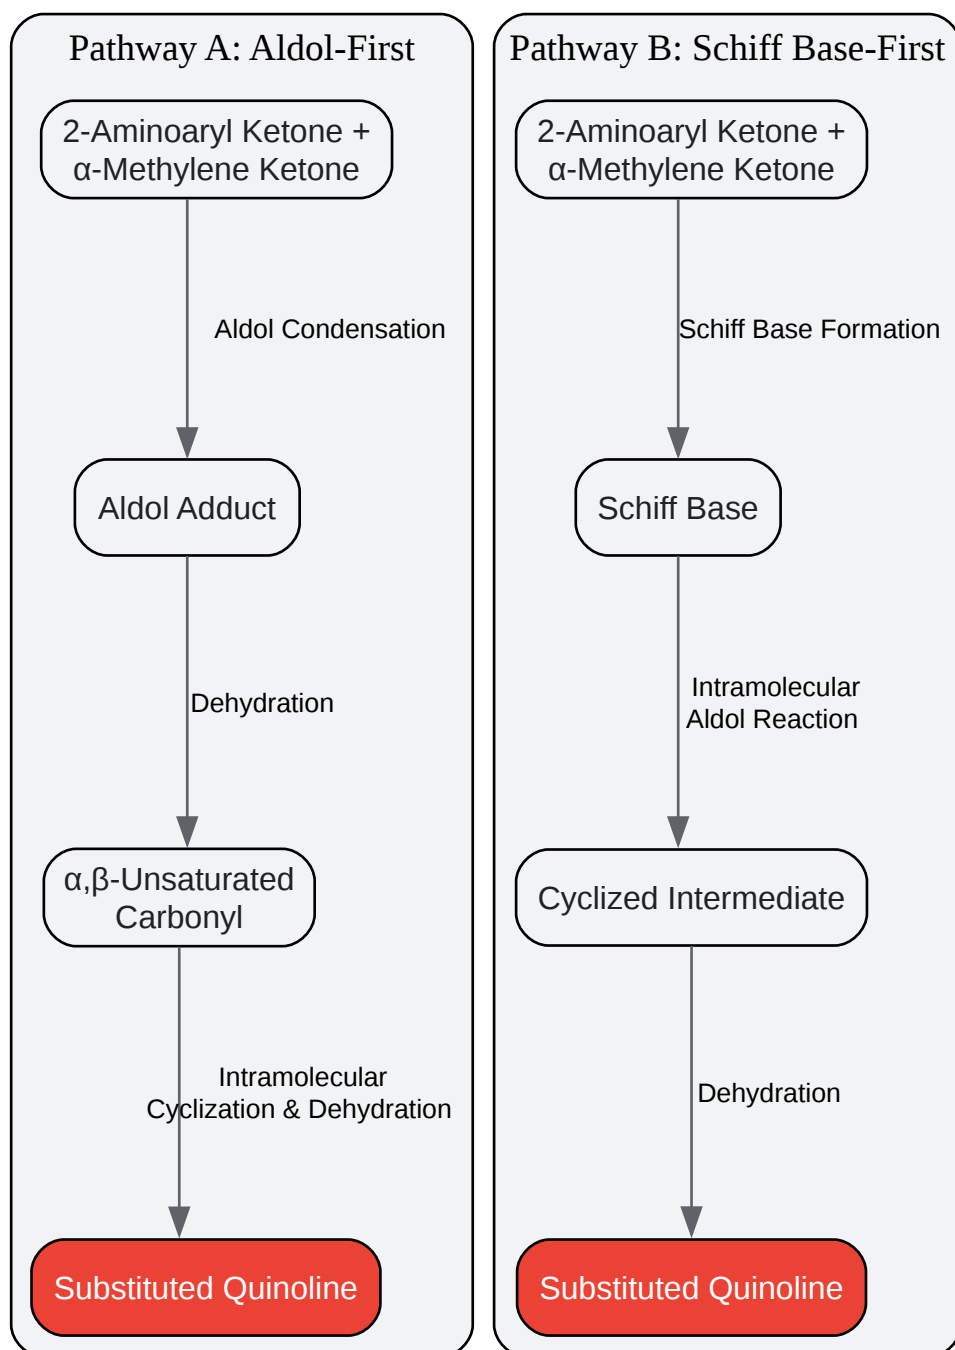 Pathway A: Aldol-First
2-Aminoaryl Ketone +
α-Methylene Ketone
Aldol Condensation
Aldol Adduct
Dehydration
α,β-Unsaturated
Carbonyl
Intramolecular
Cyclization & Dehydration
Substituted Quinoline
Pathway B: Schiff Base-First
2-Aminoaryl Ketone +
α-Methylene Ketone
Schiff Base Formation
Schiff Base
Intramolecular
Aldol Reaction
Cyclized Intermediate
Dehydration
Substituted Quinoline